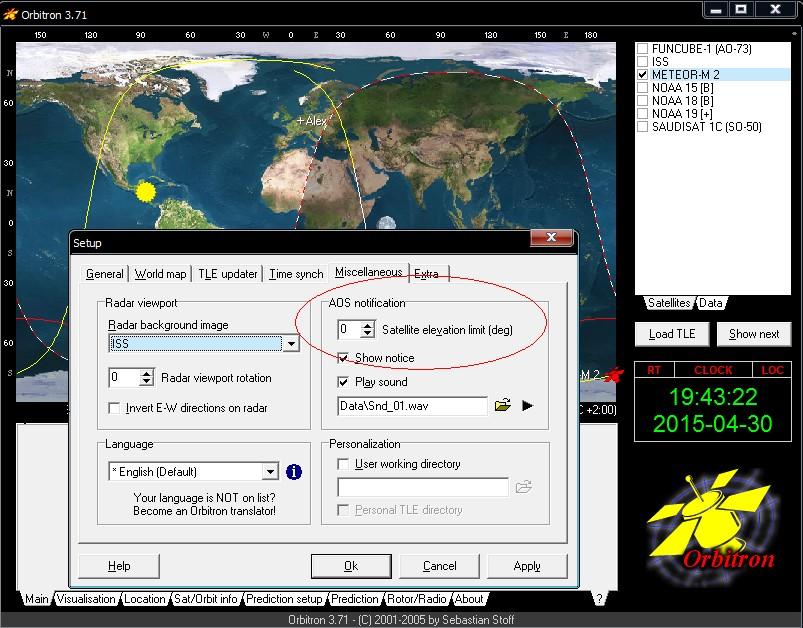 Orbitron 3.71
150 120 90 60 30 W 0 E 30 60 90 120 150 E 180
N
60
30
N
0
S
30
60
S
+Alex
FUNCUBE-1 (AO-73)
ISS
METEOR-M 2
NOAA 15 [B]
NOAA 18 [B]
NOAA 19 [+]
SAUDISAT 1C (SO-50)
Satellites Data
Load TLE Show next
RT CLOCK LOC
19:43:22
2015-04-30
Orbitron
Setup
General World map TLE updater Time synch Miscellaneous Extra
Radar viewport
Radar background image
ISS
0 Radar viewport rotation
Invert E-W directions on radar
AOS notification
0 Satellite elevation limit (deg)
Show notice
Play sound
Data\Snd_01.wav
Language
* English (Default)
Your language is NOT on list?
Become an Orbitron translator!
Personalization
User working directory
Personal TLE directory
Help Ok Cancel Apply
-M 2
C +2:00)
Main Visualisation Location Sat/Orbit info Prediction setup Prediction Rotor/Radio About ?
Orbitron 3.71 - (C) 2001-2005 by Sebastian Stoff